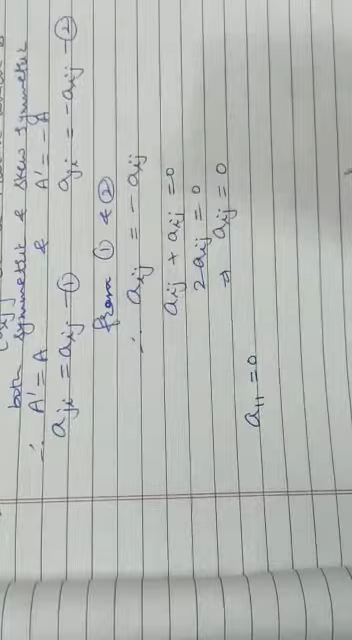 both symmetric & skew symmetric
∴ A' = A & A' = -A
aji = aij -① aji = -aij -②
from ① & ②
∴ aij = -aij
aij + aij = 0
2aij = 0
⇒ aij = 0
a11 = 0